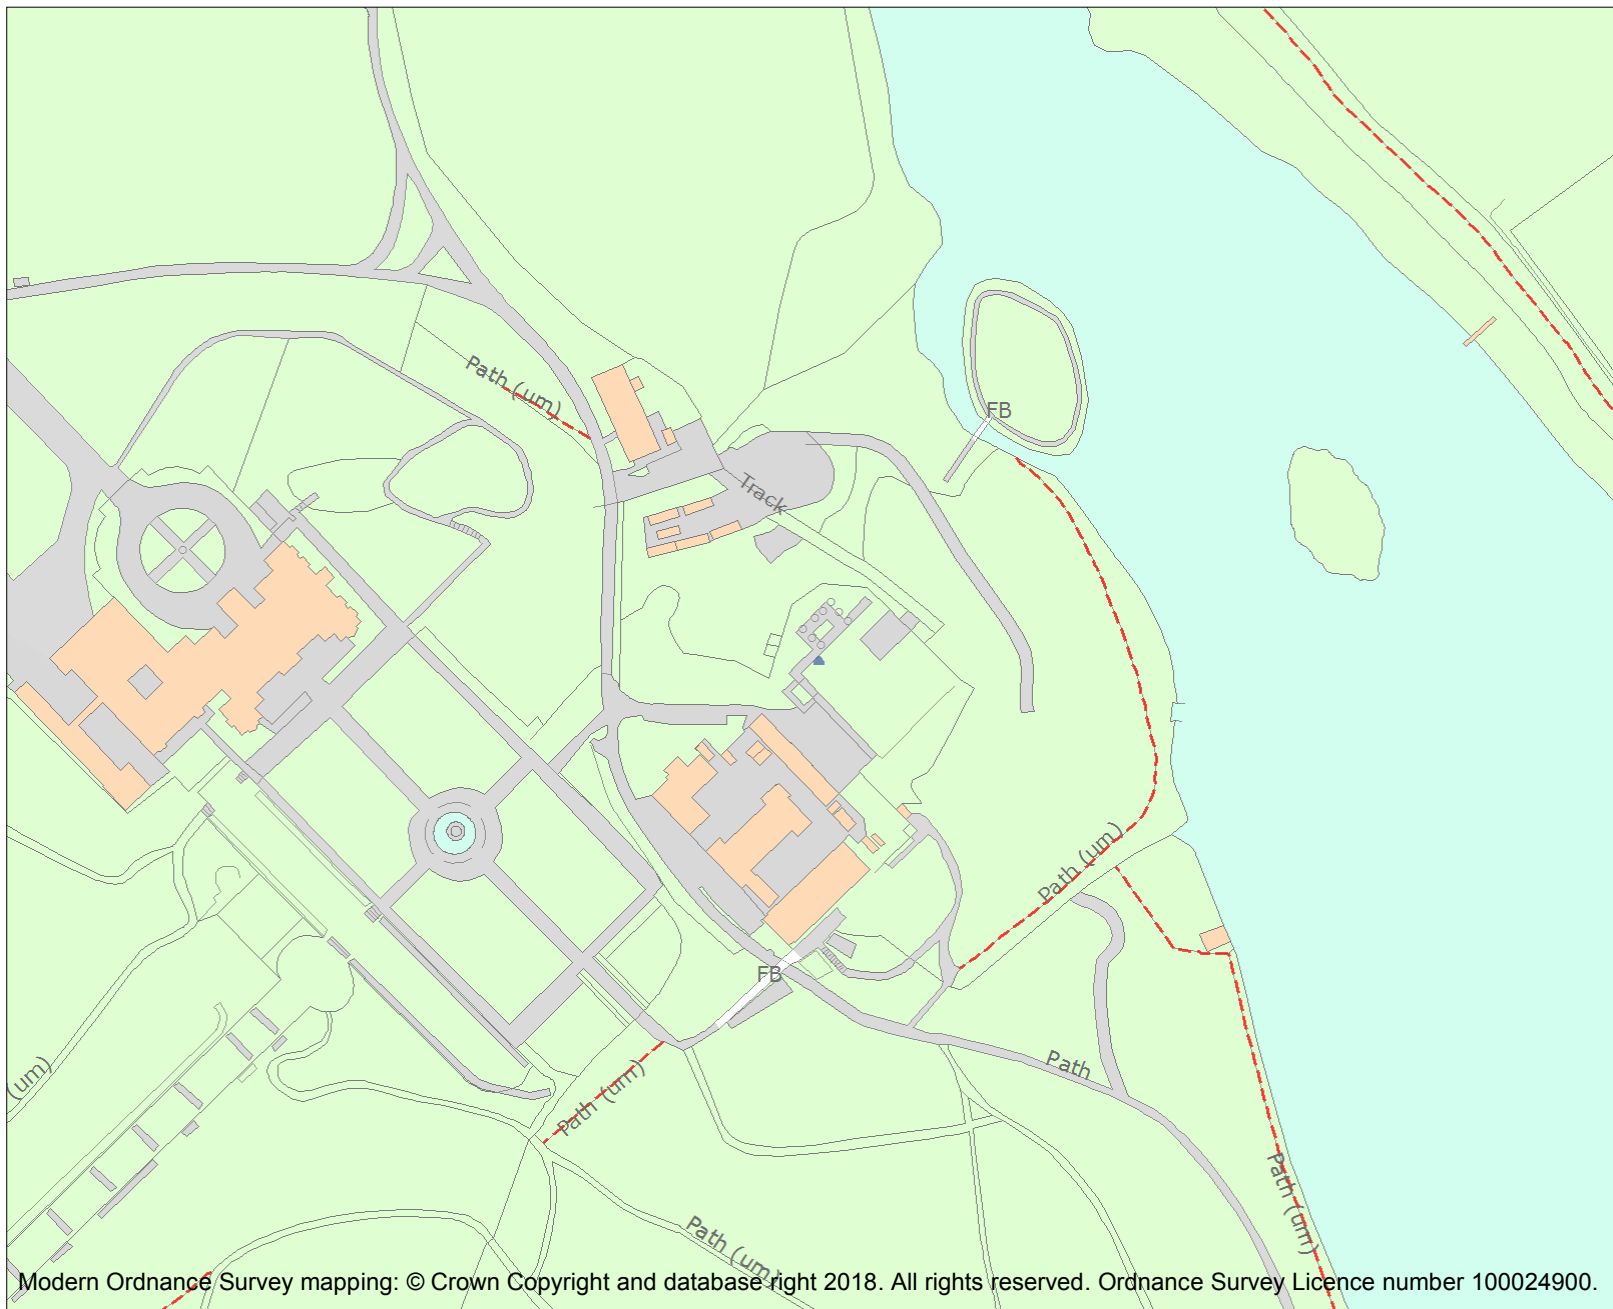 Path (um)
FB
Track
Path (um)
FB
Path
(um)
Path (um)
Path (um)
Path (um)
Modern Ordnance Survey mapping: © Crown Copyright and database right 2018. All rights reserved. Ordnance Survey Licence number 100024900.